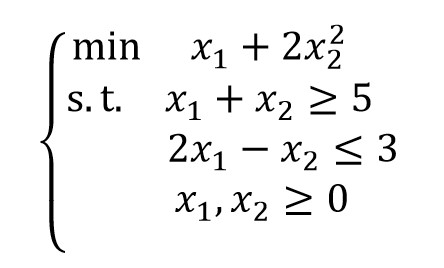 min x₁ + 2x₂²
s.t. x₁ + x₂ ≥ 5
2x₁ − x₂ ≤ 3
x₁, x₂ ≥ 0